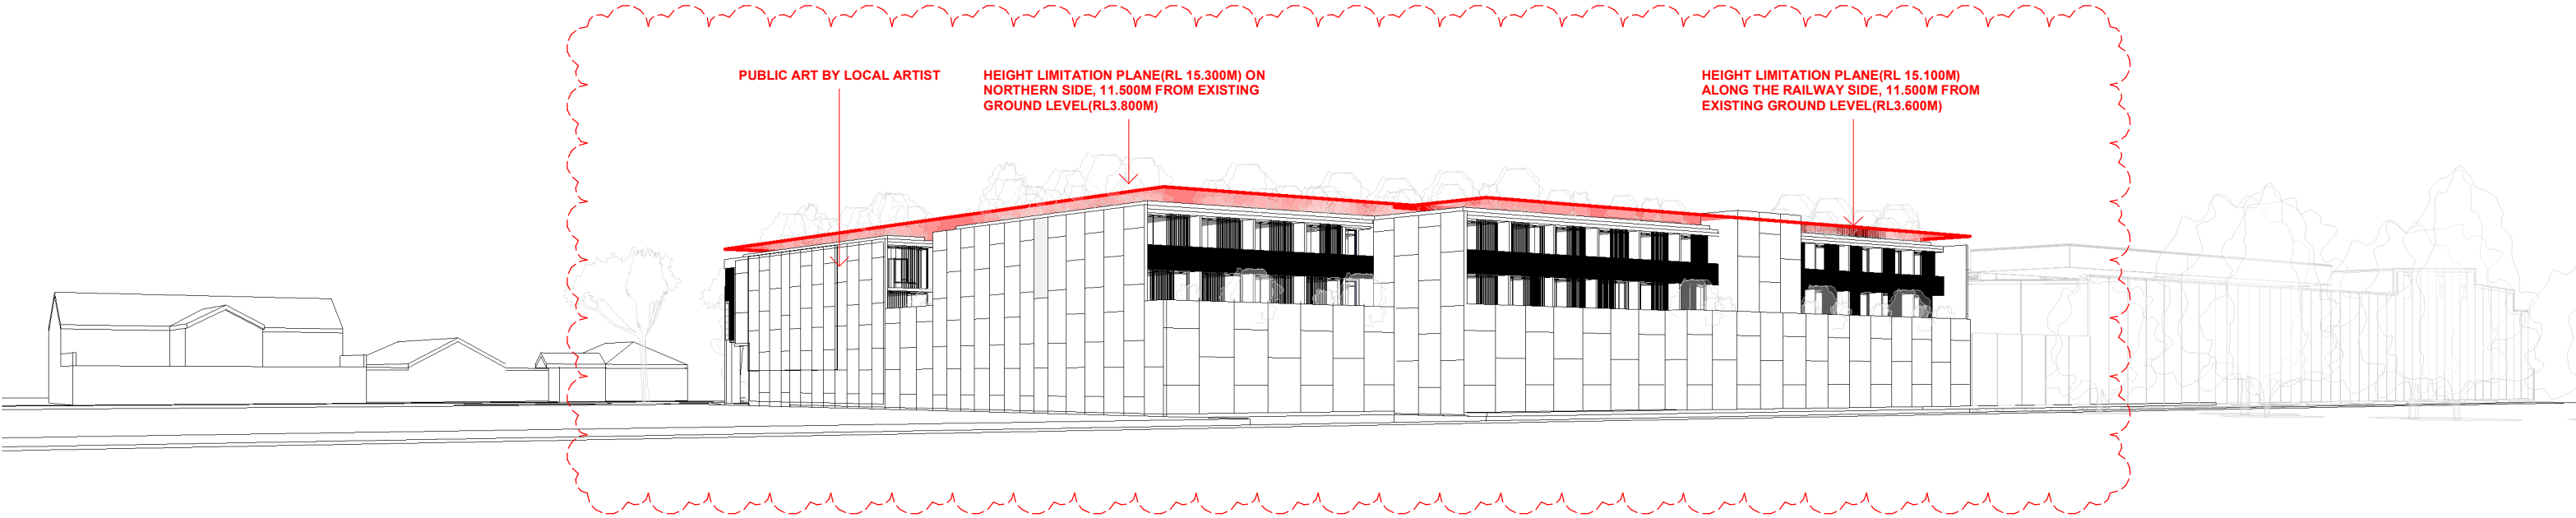 PUBLIC ART BY LOCAL ARTIST
HEIGHT LIMITATION PLANE(RL 15.300M) ON
NORTHERN SIDE, 11.500M FROM EXISTING
GROUND LEVEL(RL3.800M)
HEIGHT LIMITATION PLANE(RL 15.100M)
ALONG THE RAILWAY SIDE, 11.500M FROM
EXISTING GROUND LEVEL(RL3.600M)